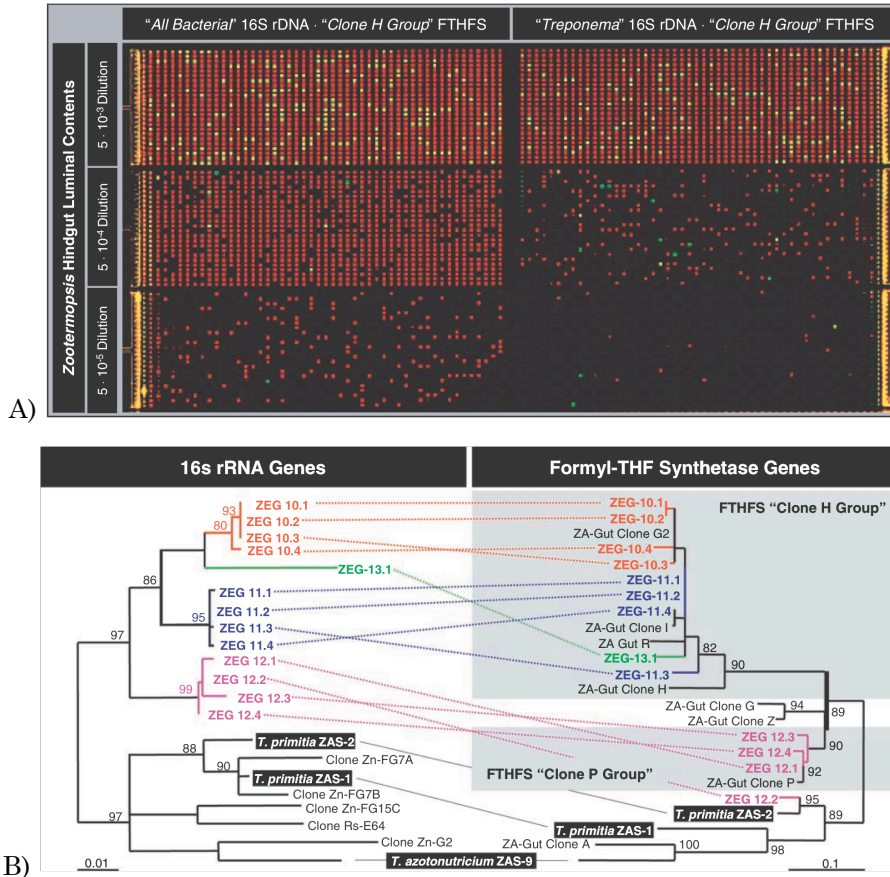 "All Bacterial" 16S rDNA · "Clone H Group" FTHFS
"Treponema" 16S rDNA · "Clone H Group" FTHFS
Zootermopsis Hindgut Luminal Contents
5 · 10-3 Dilution
5 · 10-4 Dilution
5 · 10-5 Dilution
A)
16s rRNA Genes
Formyl-THF Synthetase Genes
FTHFS "Clone H Group"
ZEG 10.1
ZEG 10.2
ZEG 10.3
ZEG 10.4
ZEG-13.1
ZEG 11.1
ZEG 11.2
ZEG 11.3
ZEG 11.4
ZEG 12.1
ZEG 12.2
ZEG 12.3
ZEG 12.4
T. primitia ZAS-2
Clone Zn-FG7A
T. primitia ZAS-1
Clone Zn-FG7B
Clone Zn-FG15C
Clone Rs-E64
Clone Zn-G2
T. azotonutricium ZAS-9
93
80
86
95
97
99
88
90
97
0.01
ZEG-10.1
ZEG-10.2
ZA-Gut Clone G2
ZEG-10.4
ZEG-10.3
ZEG-11.1
ZEG-11.2
ZEG-11.4
ZA-Gut Clone I
ZA Gut R
ZEG-13.1
ZEG-11.3
ZA-Gut Clone H
ZA-Gut Clone G
ZA-Gut Clone Z
ZEG 12.3
ZEG 12.4
ZEG 12.1
FTHFS "Clone P Group"
ZA-Gut Clone P
ZEG 12.2
T. primitia ZAS-2
T. primitia ZAS-1
ZA-Gut Clone A
82
90
94
89
90
92
95
89
100
98
0.1
B)